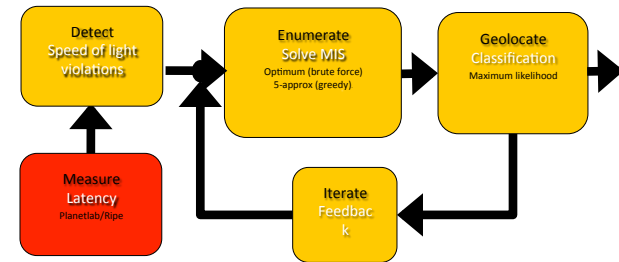 Detect
Speed of light
violations
Enumerate
Solve MIS
Optimum (brute force)
5-approx (greedy)
Geolocate
Classification
Maximum likelihood
Measure
Latency
Planetlab/Ripe
Iterate
Feedbac
k